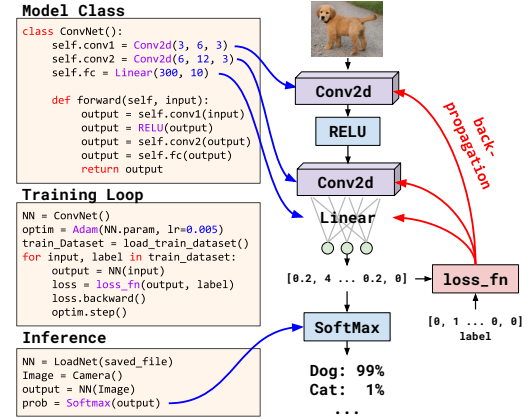 Model Class
class ConvNet():
self.conv1 = Conv2d(3, 6, 3)
self.conv2 = Conv2d(6, 12, 3)
self.fc = Linear(300, 10)
def forward(self, input):
output = self.conv1(input)
output = RELU(output)
output = self.conv2(output)
output = self.fc(output)
return output
Training Loop
NN = ConvNet()
optim = Adam(NN.param, lr=0.005)
train_Dataset = load_train_dataset()
for input, label in train_dataset:
output = NN(input)
loss = loss_fn(output, label)
loss.backward()
optim.step()
Inference
NN = LoadNet(saved_file)
Image = Camera()
output = NN(Image)
prob = Softmax(output)
Conv2d
RELU
Conv2d
Linear
[0.2, 4 ... 0.2, 0]
SoftMax
Dog: 99%
Cat: 1%
...
back-
propagation
loss_fn
[0, 1 ... 0, 0]
label